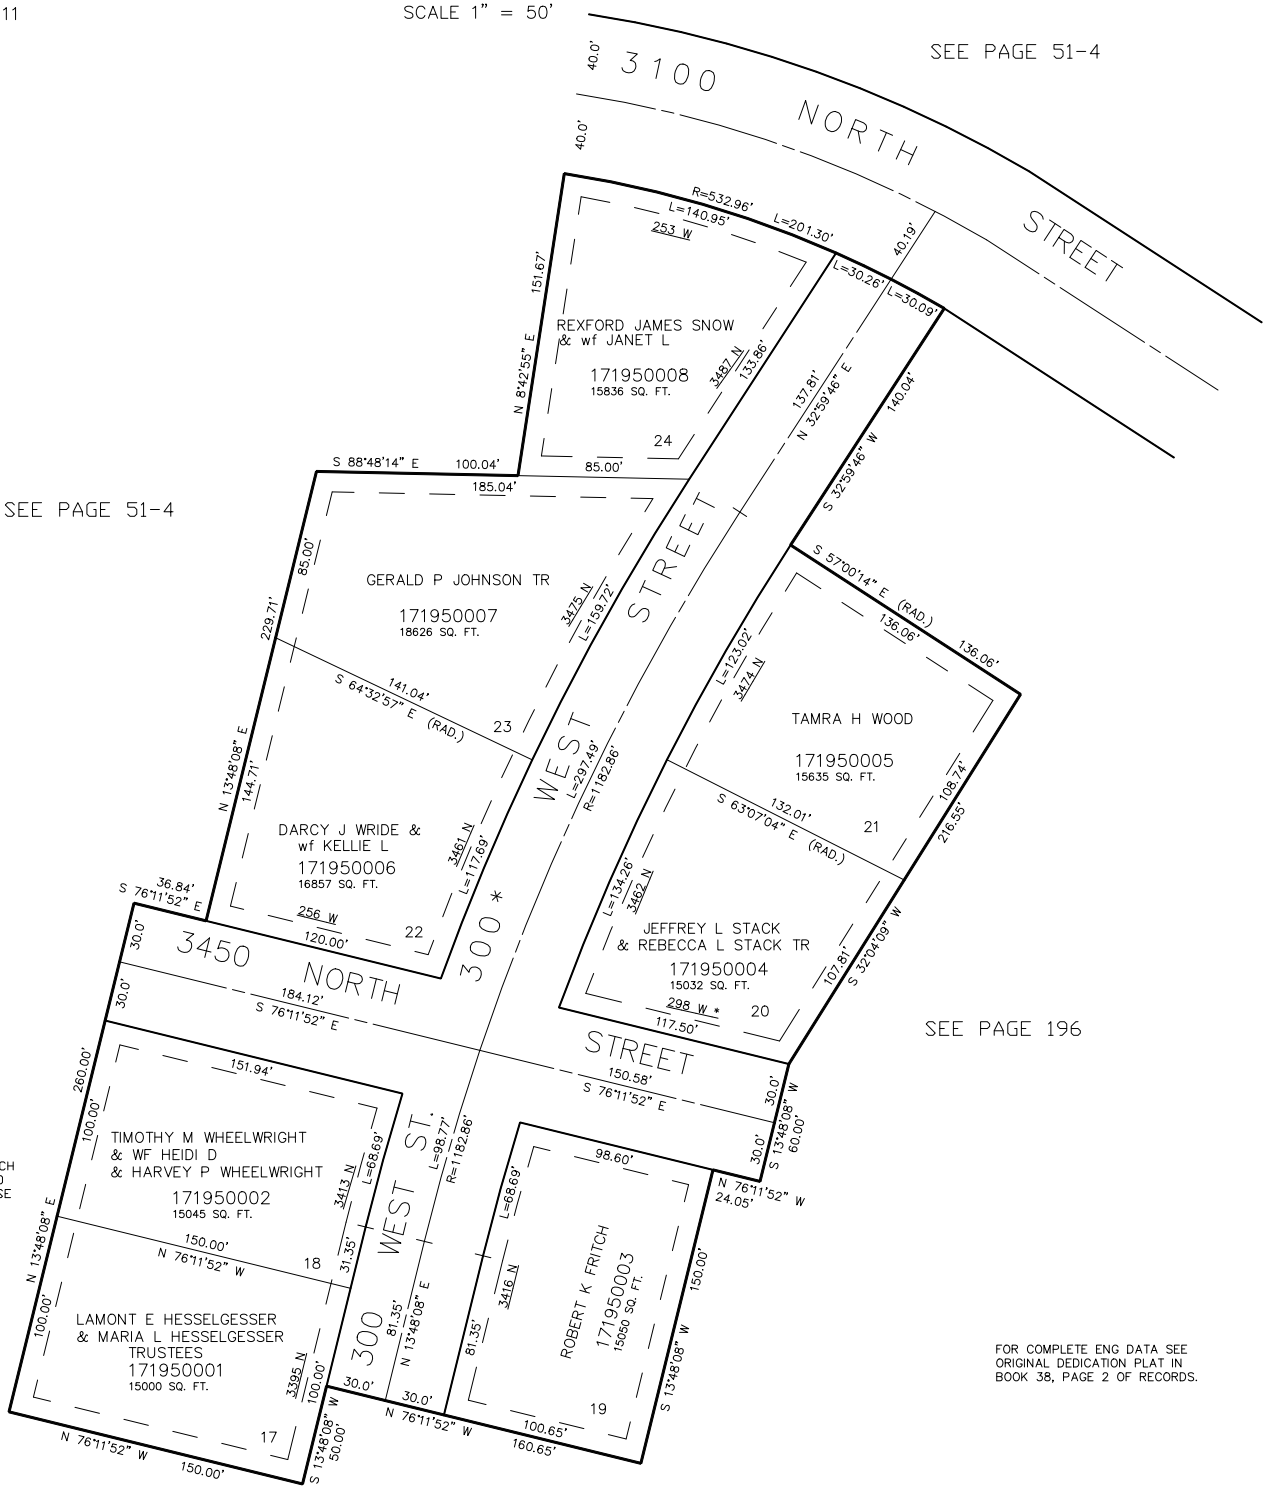 11
SCALE 1" = 50'
SEE PAGE 51-4
40.0'
3100 NORTH STREET
40.0'
R=532.96'
L=140.95'
L=201.30'
253 W
40.19'
L=30.26'
L=30.09'
151.67'
N 8°42'55" E
REXFORD JAMES SNOW
& wf JANET L
171950008
15836 SQ. FT.
3487 N
133.86'
24
85.00'
137.81'
N 32°59'46" E
140.04'
S 32°59'46" W
S 88°48'14" E
100.04'
185.04'
SEE PAGE 51-4
85.00'
229.71'
GERALD P JOHNSON TR
171950007
18626 SQ. FT.
3475 N
L=159.72'
141.04'
S 64°32'57" E (RAD.)
23
N 13°48'08" E
144.71'
DARCY J WRIDE &
wf KELLIE L
171950006
16857 SQ. FT.
3461 N
L=117.69'
256 W
120.00'
22
300 * WEST STREET
L=297.49'
R=1182.86'
S 57°00'14" E (RAD.)
136.06'
136.06'
L=123.02'
3474 N
TAMRA H WOOD
171950005
15635 SQ. FT.
108.74'
216.55'
132.01'
S 63°07'04" E (RAD.)
21
L=134.26'
3462 N
JEFFREY L STACK
& REBECCA L STACK TR
171950004
15032 SQ. FT.
298 W *
20
117.50'
107.81'
S 32°04'09" W
36.84'
S 76°11'52" E
30.0'
30.0'
3450 NORTH STREET
184.12'
S 76°11'52" E
150.58'
S 76°11'52" E
30.0'
30.0'
S 13°48'08" W
60.00'
SEE PAGE 196
260.00'
100.00'
151.94'
TIMOTHY M WHEELWRIGHT
& WF HEIDI D
& HARVEY P WHEELWRIGHT
171950002
15045 SQ. FT.
3413 N
L=68.69'
31.35'
18
150.00'
N 76°11'52" W
CH
SE
N 13°48'08" E
100.00'
LAMONT E HESSELGESSER
& MARIA L HESSELGESSER
TRUSTEES
171950001
15000 SQ. FT.
3395 N
100.00'
17
N 76°11'52" W
150.00'
S 13°48'08" W
50.00'
300 WEST ST.
L=98.77'
R=1182.86'
81.35'
N 13°48'08" E
30.0'
30.0'
N 76°11'52" W
98.60'
L=68.69'
3416 N
81.35'
ROBERT K FRITCH
171950003
15050 SQ. FT.
19
100.65'
160.65'
N 76°11'52" W
24.05'
150.00'
S 13°48'08" W
FOR COMPLETE ENG DATA SEE
ORIGINAL DEDICATION PLAT IN
BOOK 38, PAGE 2 OF RECORDS.